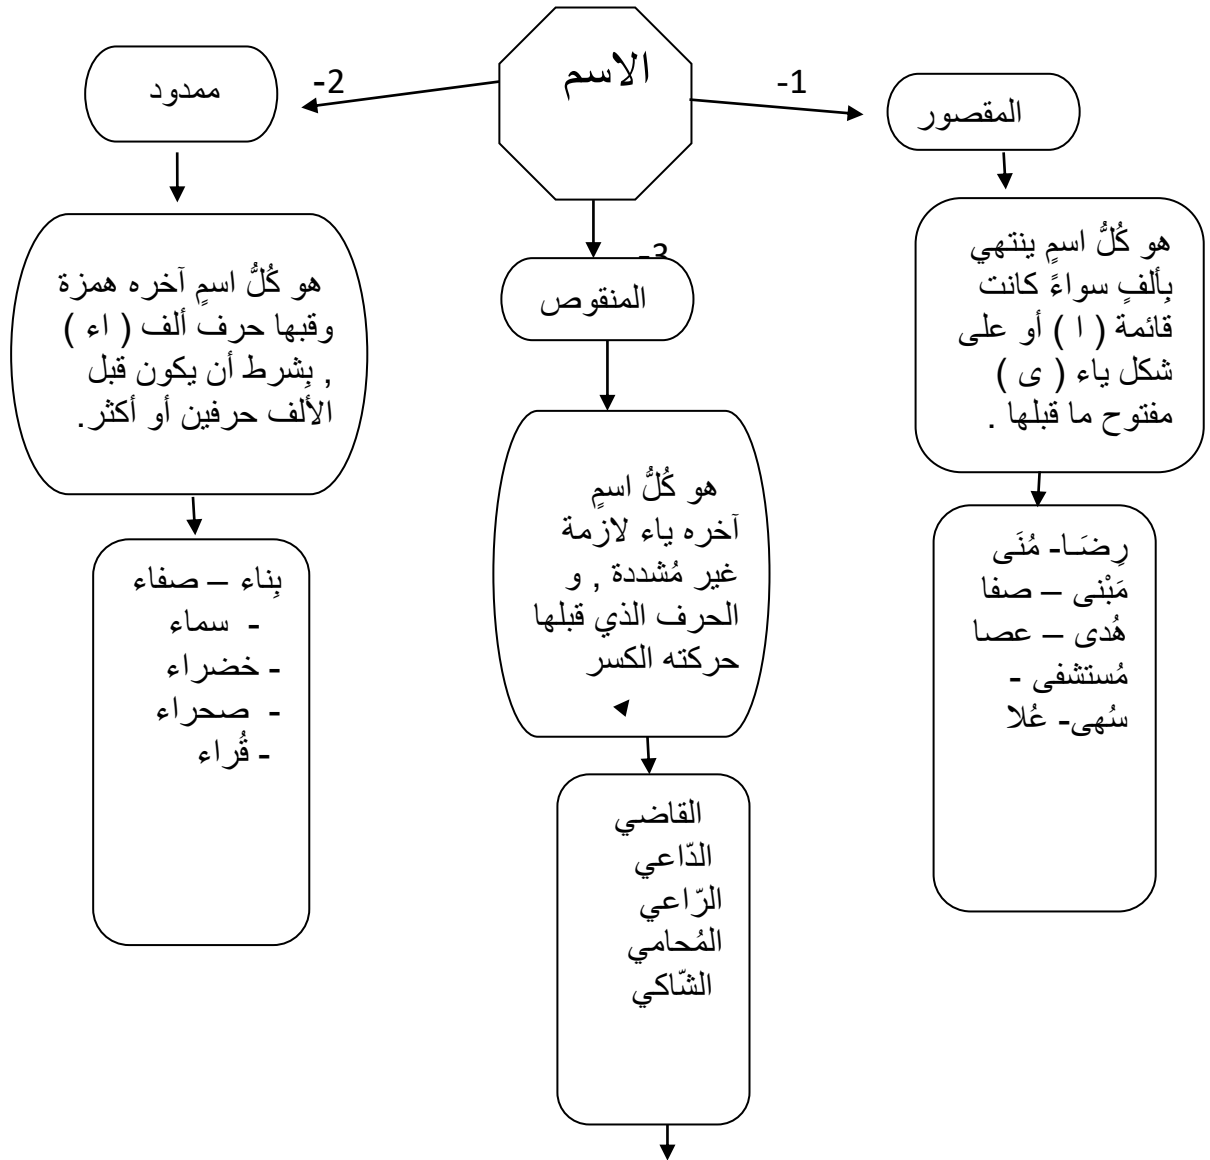 الاسم
1-
المقصور
هو كُلُّ اسمٍ ينتهي
بِألفٍ سواءً كانت
قائمة ( ا ) أو على
شكل ياء ( ى )
مفتوح ما قبلها .
رِضَـا- مُنَى
مَبْنى – صفا
هُدى – عصا
مُستشفى -
سُهى- عُلا
2-
ممدود
هو كُلُّ اسمٍ آخره همزة
وقبها حرف ألف ( اء )
, بِشرط أن يكون قبل
الألف حرفين أو أكثر.
بِناء – صفاء
- سماء
- خضراء
- صحراء
- قُراء
3-
المنقوص
هو كُلُّ اسمٍ
آخره ياء لازمة
غير مُشددة , و
الحرف الذي قبلها
حركته الكسر
القاضي
الدّاعي
الرّاعي
المُحامي
الشّاكي